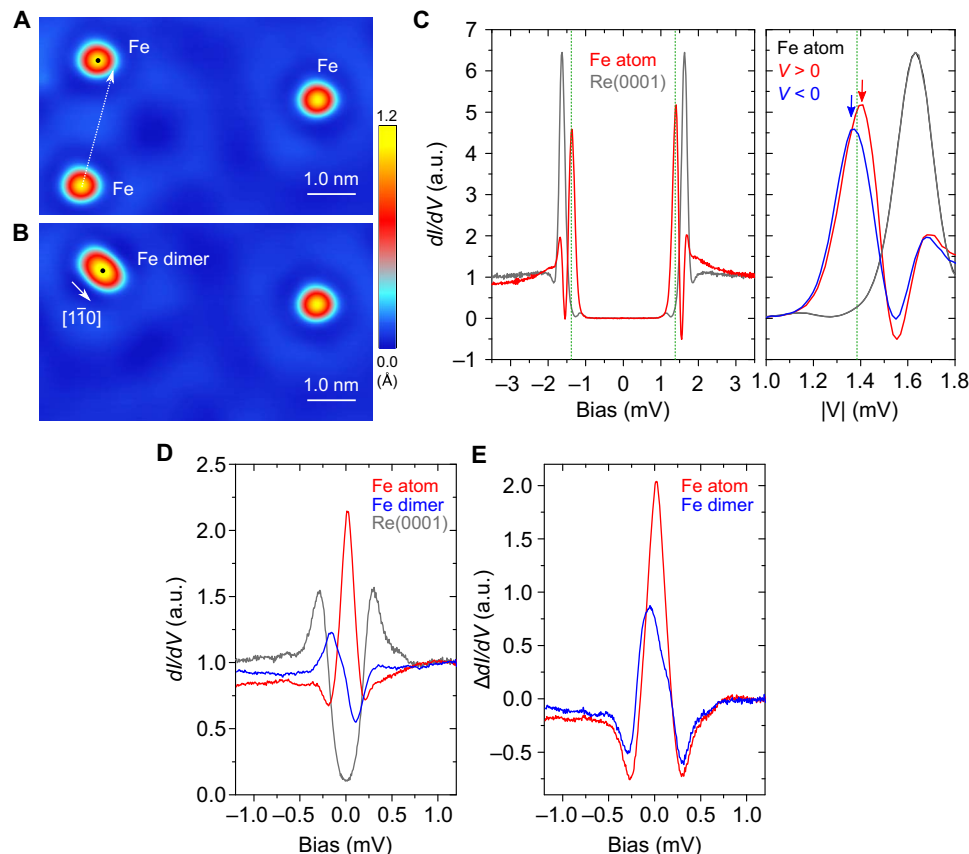 A
Fe
Fe
Fe
1.0 nm
1.2
0.0
(Å)
B
Fe dimer
[11̄0]
1.0 nm
C
7
6
5
4
3
2
1
0
−1
dI/dV (a.u.)
Fe atom
Re(0001)
−3 −2 −1 0 1 2 3
Bias (mV)
Fe atom
V > 0
V < 0
1.0 1.2 1.4 1.6 1.8
|V| (mV)
D
2.5
2.0
1.5
1.0
0.5
0.0
dI/dV (a.u.)
Fe atom
Fe dimer
Re(0001)
−1.0 −0.5 0.0 0.5 1.0
Bias (mV)
E
2.0
1.5
1.0
0.5
0.0
−0.5
ΔdI/dV (a.u.)
Fe atom
Fe dimer
−1.0 −0.5 0.0 0.5 1.0
Bias (mV)